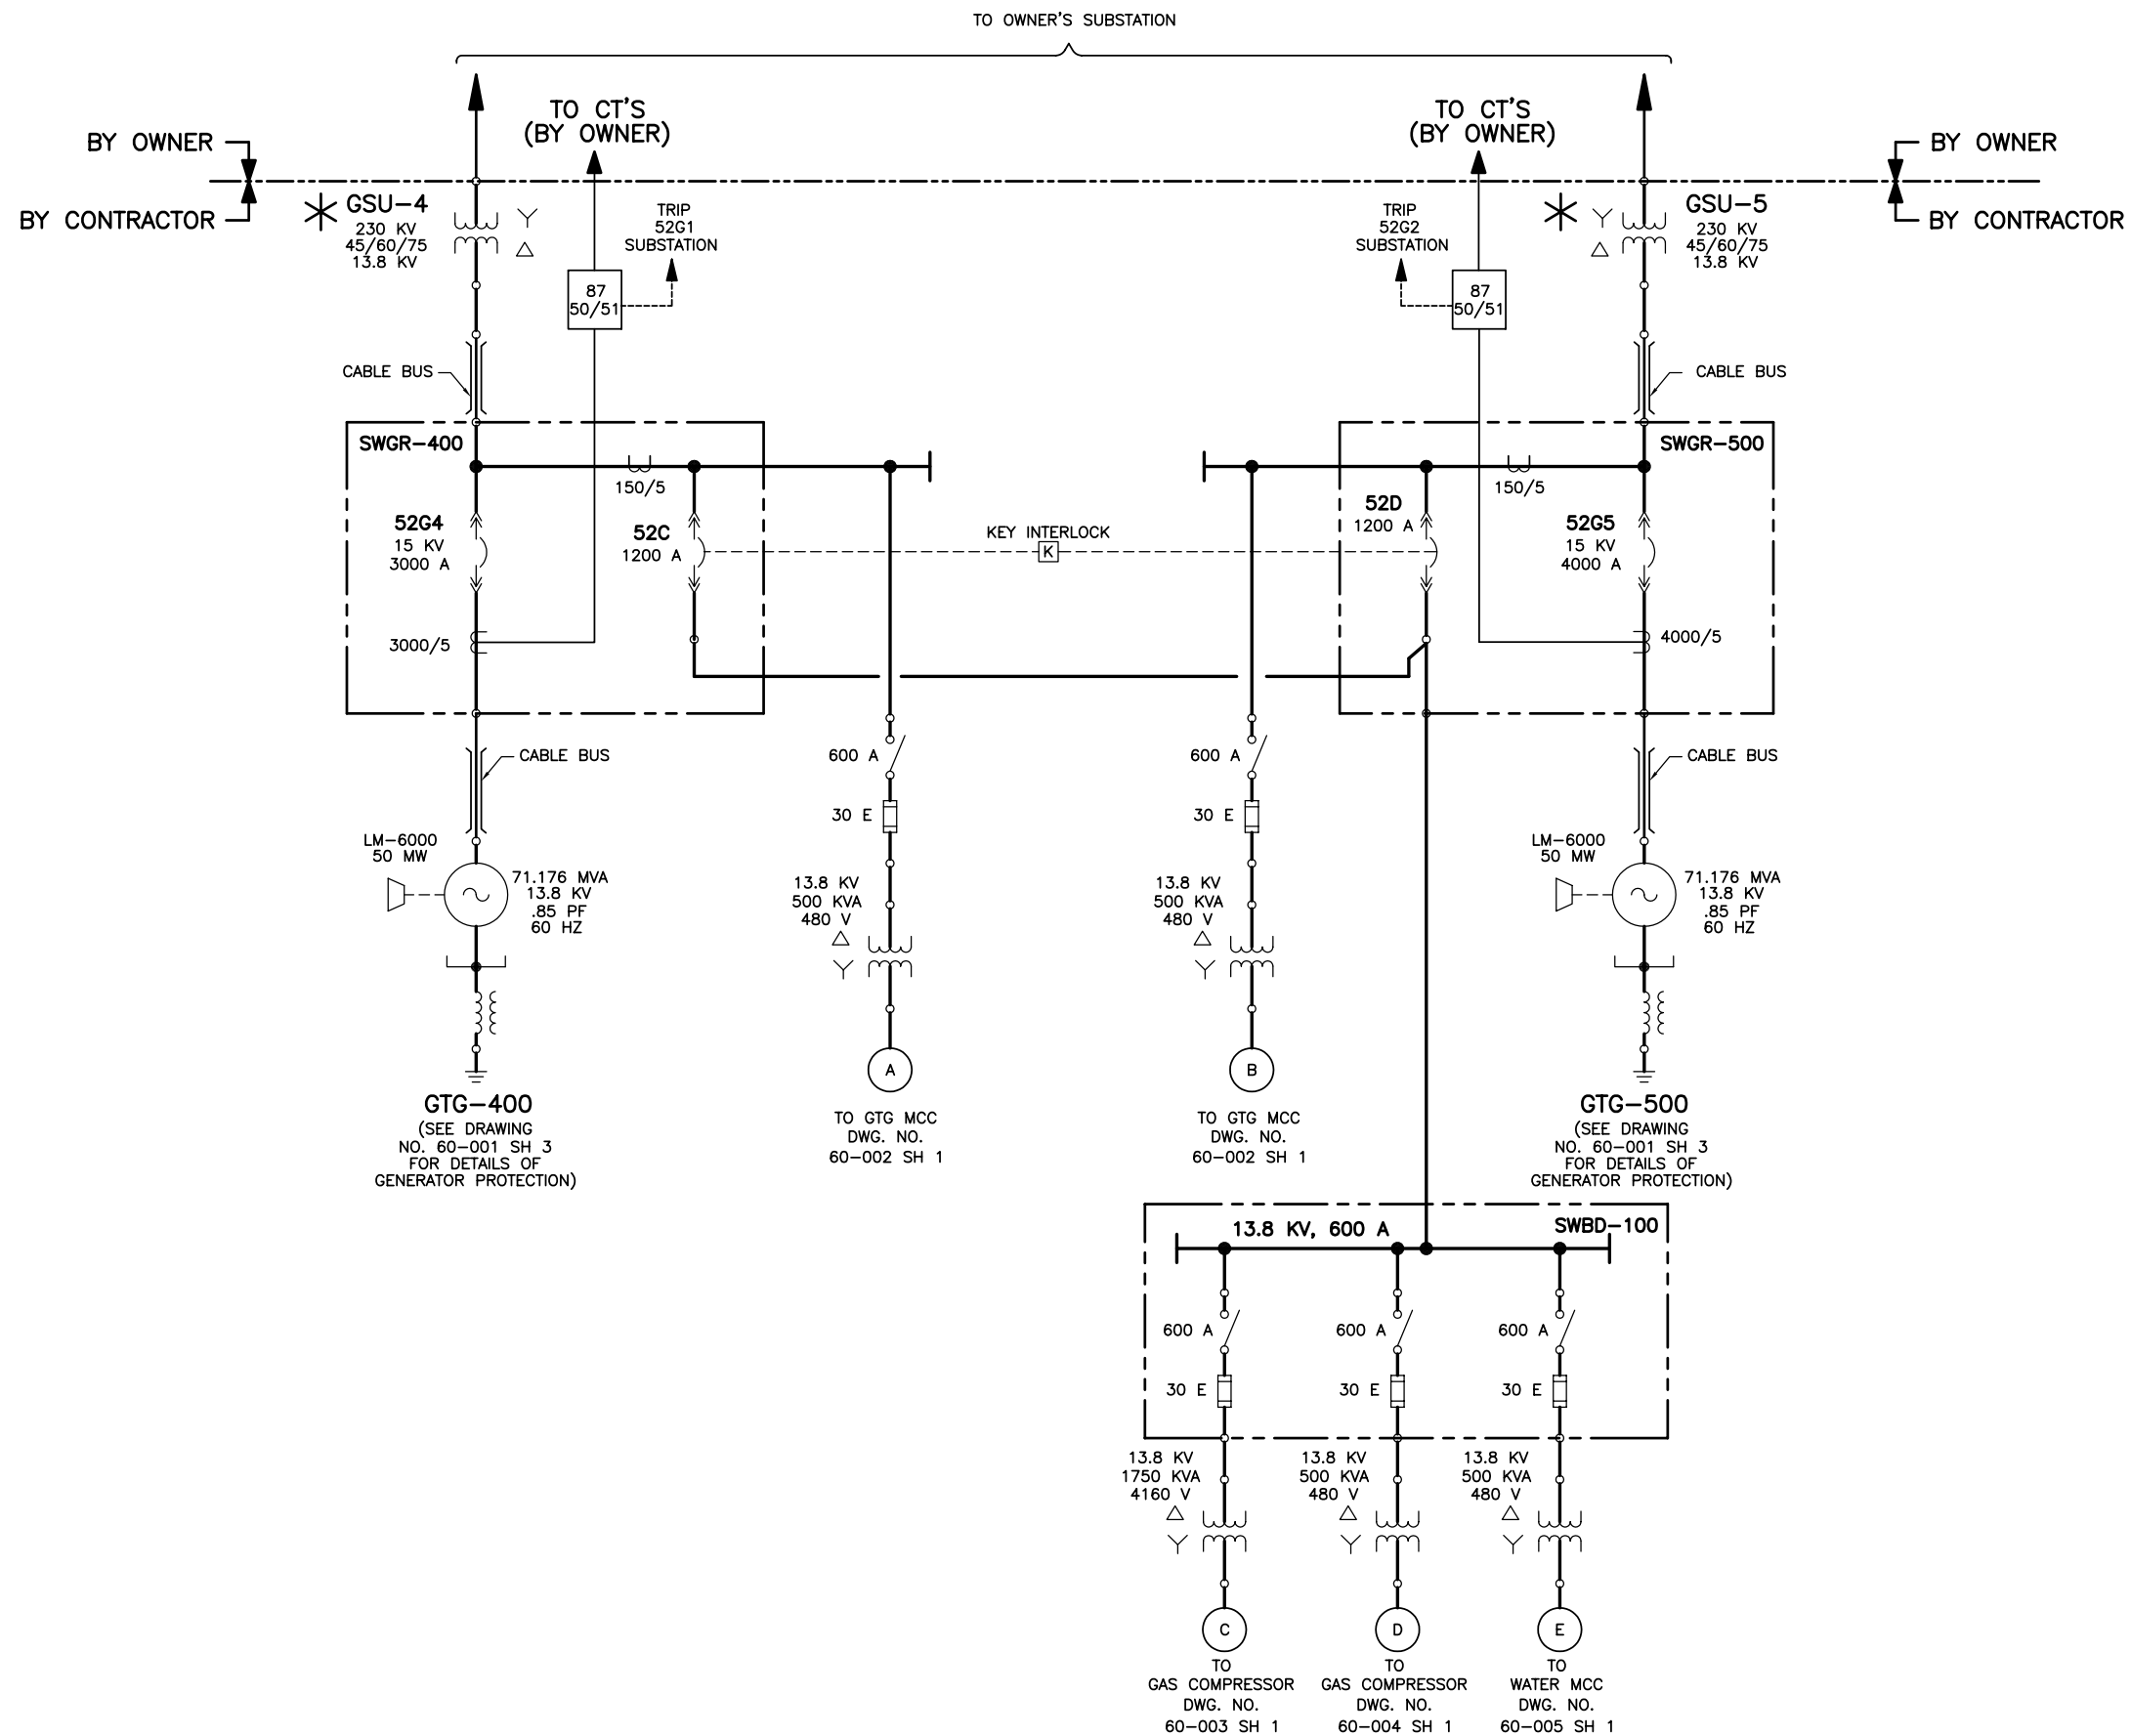 TO OWNER'S SUBSTATION
TO CT'S
(BY OWNER)
TO CT'S
(BY OWNER)
BY OWNER
BY OWNER
BY CONTRACTOR
BY CONTRACTOR
GSU-4
230 KV
45/60/75
13.8 KV
TRIP
52G1
SUBSTATION
TRIP
52G2
SUBSTATION
GSU-5
230 KV
45/60/75
13.8 KV
87
50/51
87
50/51
CABLE BUS
CABLE BUS
SWGR-400
SWGR-500
150/5
150/5
52G4
15 KV
3000 A
52C
1200 A
KEY INTERLOCK
K
52D
1200 A
52G5
15 KV
4000 A
3000/5
4000/5
CABLE BUS
600 A
600 A
CABLE BUS
30 E
30 E
LM-6000
50 MW
71.176 MVA
13.8 KV
.85 PF
60 HZ
13.8 KV
500 KVA
480 V
13.8 KV
500 KVA
480 V
LM-6000
50 MW
71.176 MVA
13.8 KV
.85 PF
60 HZ
A
B
GTG-400
(SEE DRAWING
NO. 60-001 SH 3
FOR DETAILS OF
GENERATOR PROTECTION)
TO GTG MCC
DWG. NO.
60-002 SH 1
TO GTG MCC
DWG. NO.
60-002 SH 1
GTG-500
(SEE DRAWING
NO. 60-001 SH 3
FOR DETAILS OF
GENERATOR PROTECTION)
13.8 KV, 600 A
SWBD-100
600 A
600 A
600 A
30 E
30 E
30 E
13.8 KV
1750 KVA
4160 V
13.8 KV
500 KVA
480 V
13.8 KV
500 KVA
480 V
C
D
E
TO
GAS COMPRESSOR
DWG. NO.
60-003 SH 1
TO
GAS COMPRESSOR
DWG. NO.
60-004 SH 1
TO
WATER MCC
DWG. NO.
60-005 SH 1